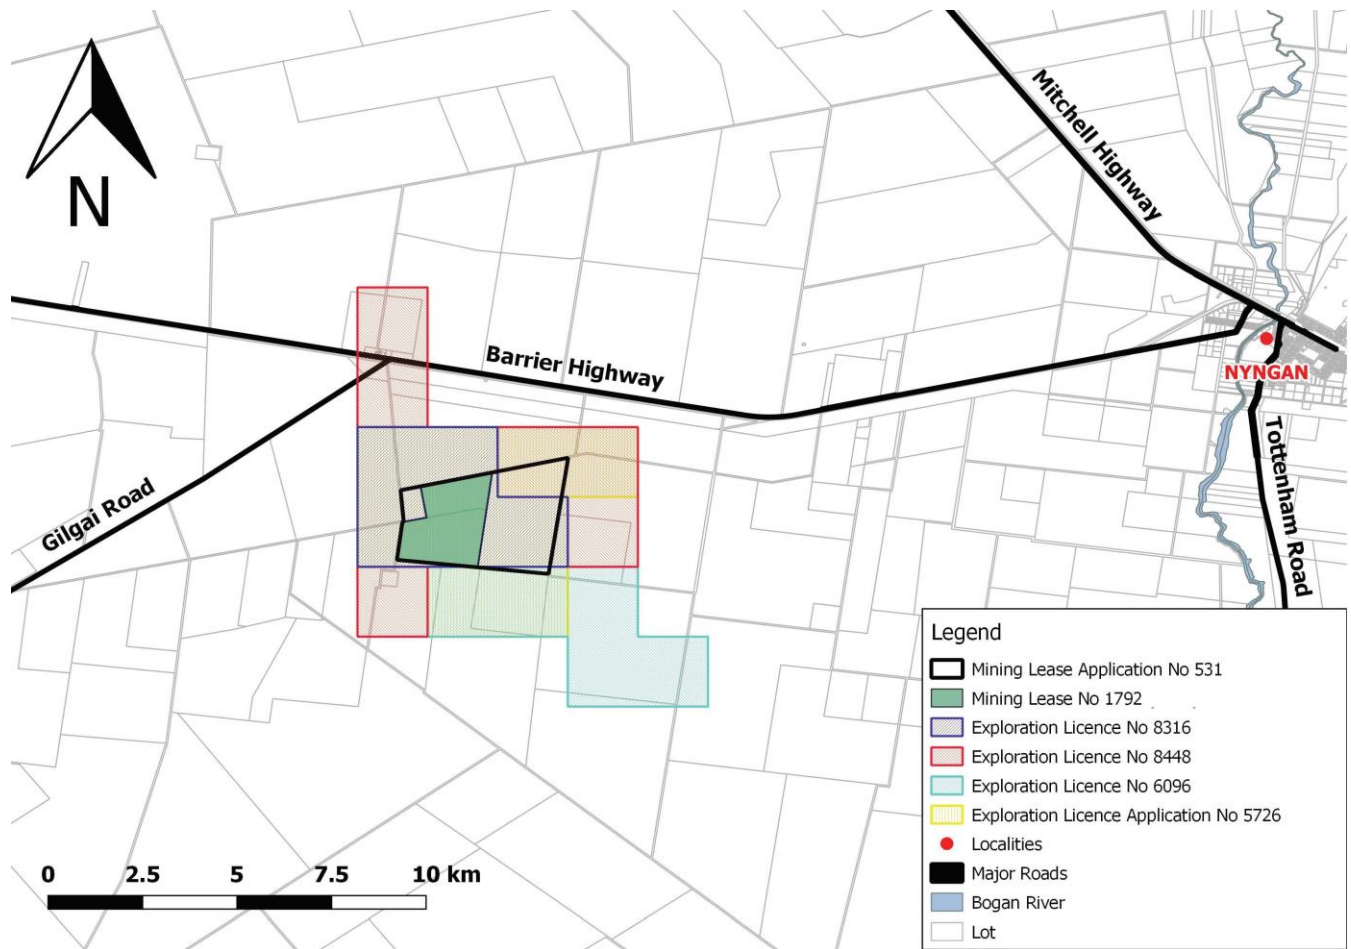 N
Mitchell Highway
Barrier Highway
NYNGAN
Gilgai Road
Tottenham Road
0 2.5 5 7.5 10 km
Legend
Mining Lease Application No 531
Mining Lease No 1792
Exploration Licence No 8316
Exploration Licence No 8448
Exploration Licence No 6096
Exploration Licence Application No 5726
Localities
Major Roads
Bogan River
Lot